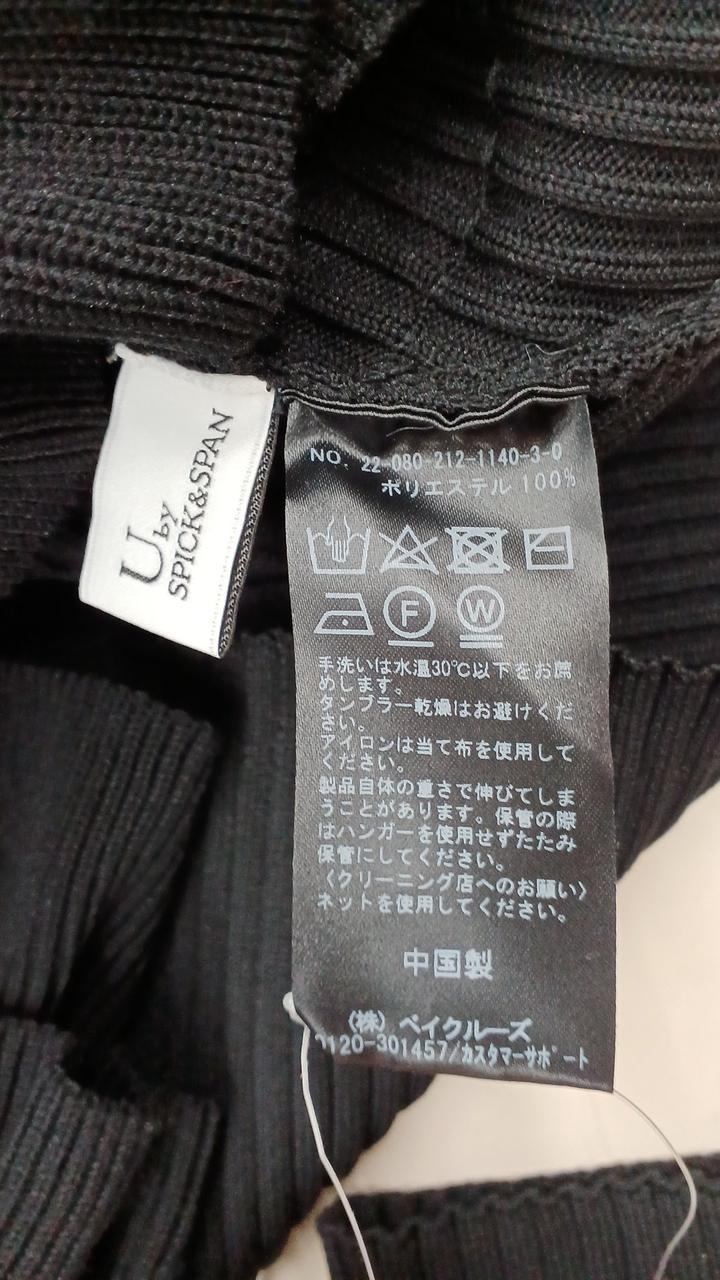 U by
SPICK&SPAN
NO. 22-080-212-1140-3-0
ポリエステル 100%
F
W
手洗いは水温30℃以下をお薦
めします。
タンブラー乾燥はお避けくだ
さい。
アイロンは当て布を使用して
ください。
製品自体の重さで伸びてしま
うことがあります。保管の際
はハンガーを使用せずたたみ
保管にしてください。
〈クリーニング店へのお願い〉
ネットを使用してください。
中国製
(株) ベイクルーズ
0120-301457/カスタマーサポート